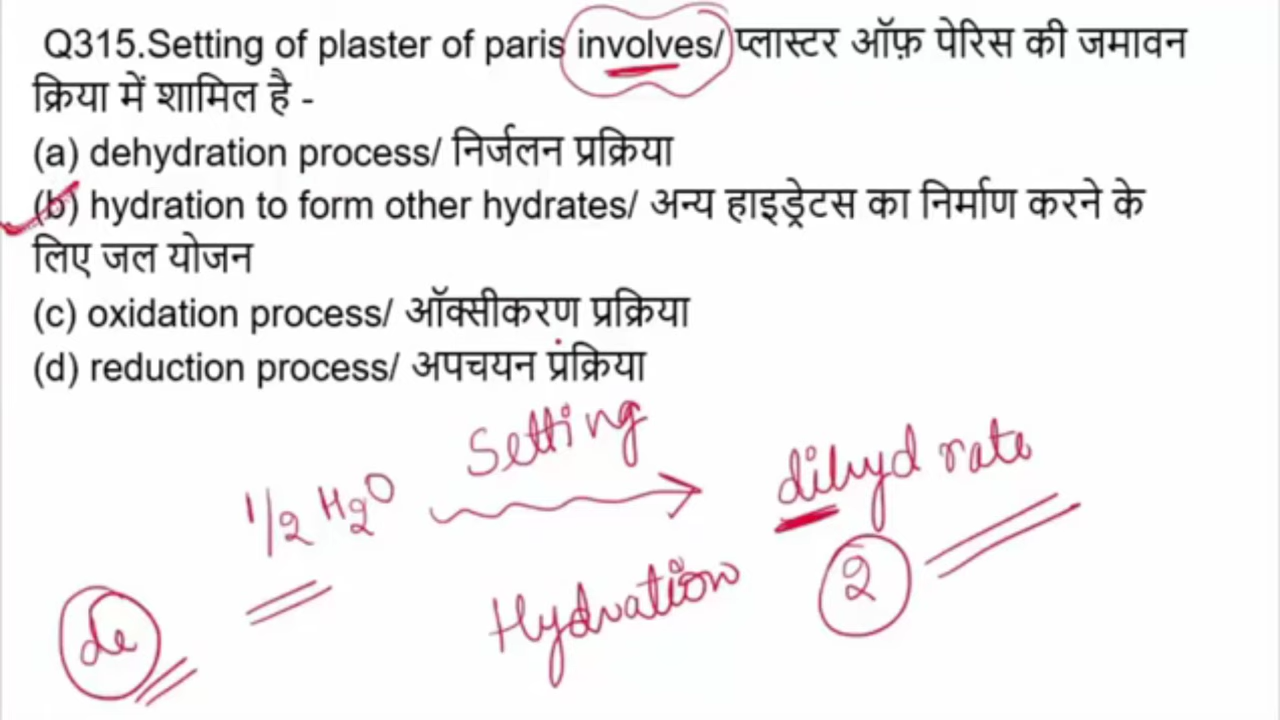 Q315.Setting of plaster of paris involves/ प्लास्टर ऑफ़ पेरिस की जमावन
क्रिया में शामिल है -
(a) dehydration process/ निर्जलन प्रक्रिया
(b) hydration to form other hydrates/ अन्य हाइड्रेटस का निर्माण करने के
लिए जल योजन
(c) oxidation process/ ऑक्सीकरण प्रक्रिया
(d) reduction process/ अपचयन प्रक्रिया
Setting
1/2 H2O
dihydrate
Hydration
2
de